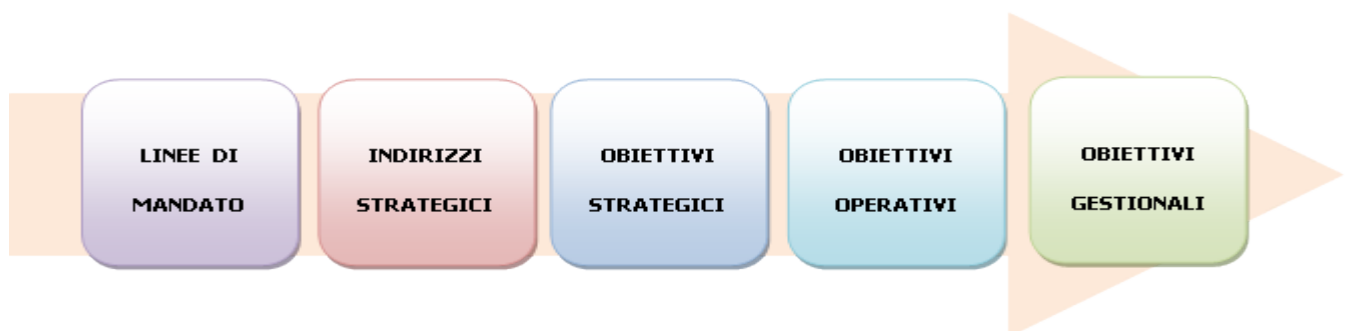 LINEE DI
MANDATO
INDIRIZZI
STRATEGICI
OBIETTIVI
STRATEGICI
OBIETTIVI
OPERATIVI
OBIETTIVI
GESTIONALI